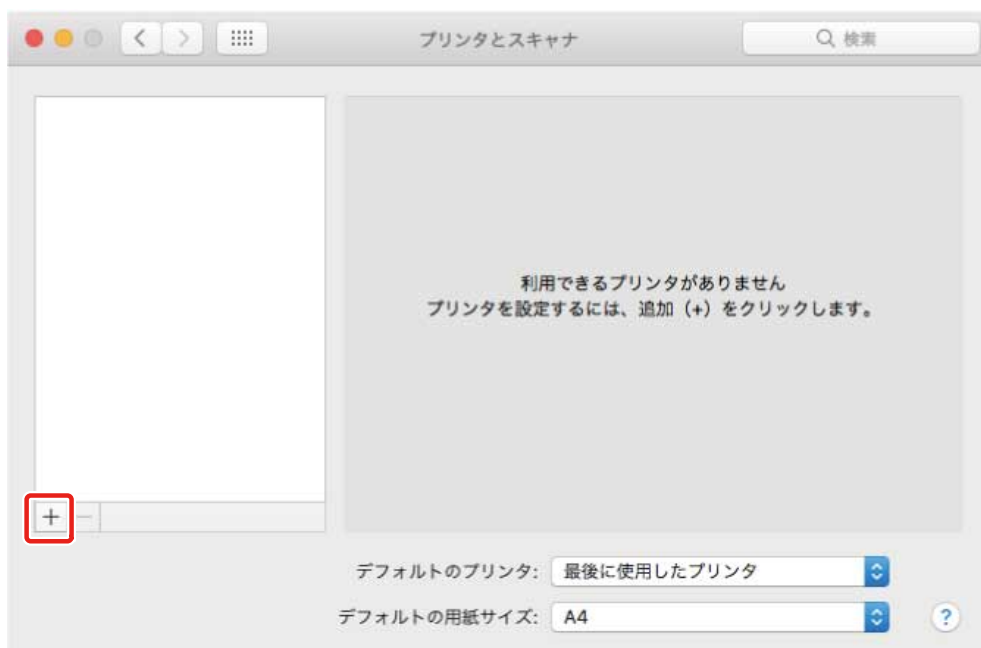 プリンタとスキャナ
検索
利用できるプリンタがありません
プリンタを設定するには、追加（+）をクリックします。
+ −
デフォルトのプリンタ: 最後に使用したプリンタ
デフォルトの用紙サイズ: A4
?